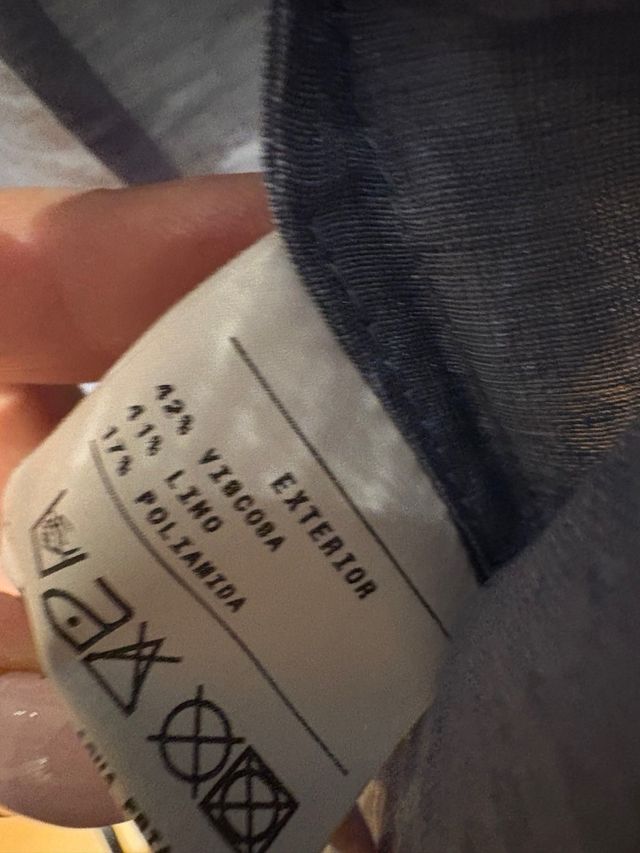 EXTERIOR
42% VISCOSA
41% LINO
17% POLIAMIDA